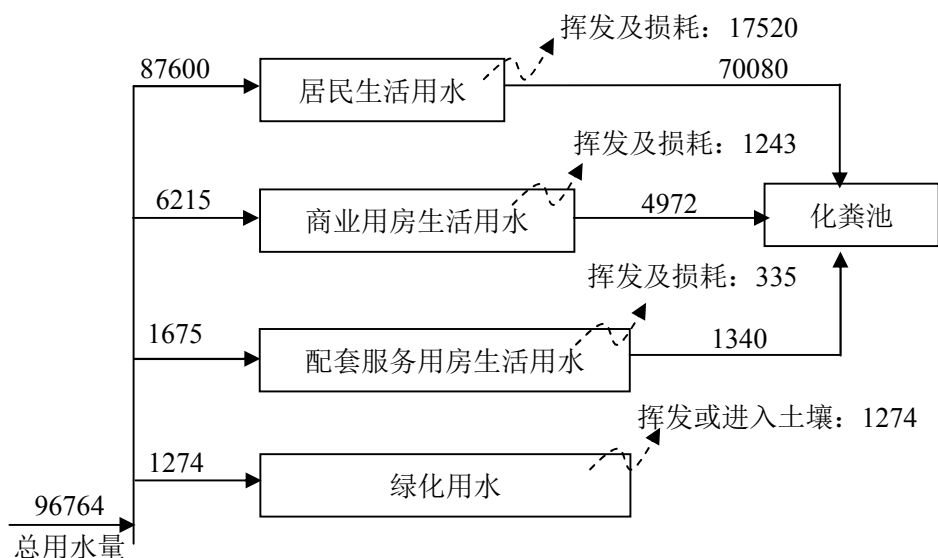 挥发及损耗：17520
87600
70080
居民生活用水
挥发及损耗：1243
6215
4972
商业用房生活用水
化粪池
挥发及损耗：335
1675
1340
配套服务用房生活用水
挥发或进入土壤：1274
1274
绿化用水
96764
总用水量